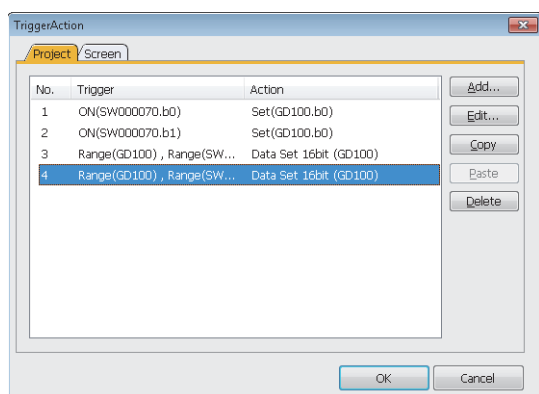 TriggerAction
Project Screen
No. Trigger Action
1 ON(SW000070.b0) Set(GD100.b0)
2 ON(SW000070.b1) Set(GD100.b0)
3 Range(GD100) , Range(SW... Data Set 16bit (GD100)
4 Range(GD100) , Range(SW... Data Set 16bit (GD100)
Add...
Edit...
Copy
Paste
Delete
OK Cancel